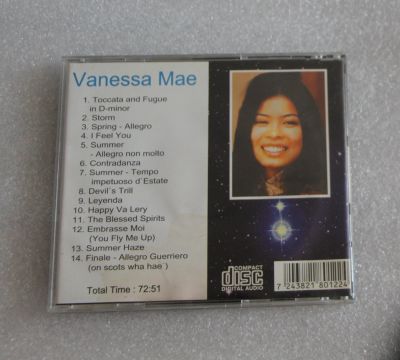 Vanessa Mae
1. Toccata and Fugue
in D-minor
2. Storm
3. Spring - Allegro
4. I Feel You
5. Summer
- Allegro non molto
6. Contradanza
7. Summer - Tempo
impetuoso d´Estate
8. Devil´s Trill
9. Leyenda
10. Happy Va Lery
11. The Blessed Spirits
12. Embrasse Moi
(You Fly Me Up)
13. Summer Haze
14. Finale - Allegro Guerriero
(on scots wha hae )
Total Time : 72:51
COMPACT
disc
DIGITAL AUDIO
7 243821 801224